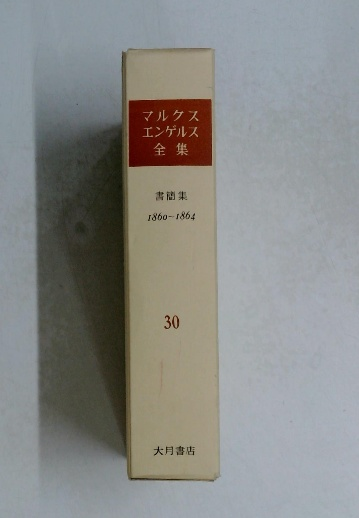 マルクス
エンゲルス
全集
書簡集
1860~1864
30
大月書店